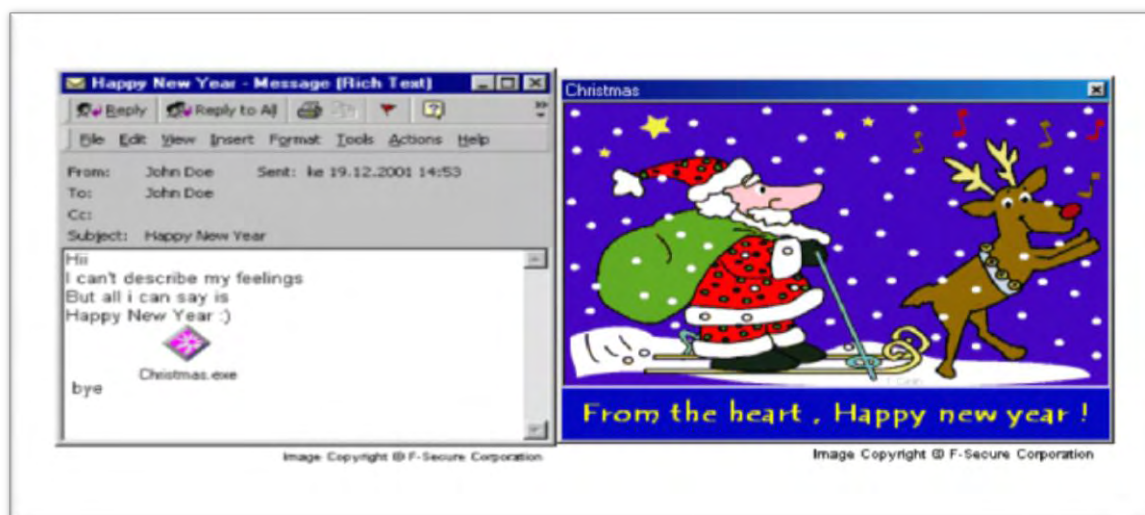 Happy New Year - Message (Rich Text)
Reply Reply to All
File Edit View Insert Format Tools Actions Help
From: John Doe Sent: ke 19.12.2001 14:53
To: John Doe
Cc:
Subject: Happy New Year
Hii
I can't describe my feelings
But all i can say is
Happy New Year :)
Christmas.exe
bye
Image Copyright © F-Secure Corporation
Christmas
From the heart , Happy new year !
Image Copyright © F-Secure Corporation